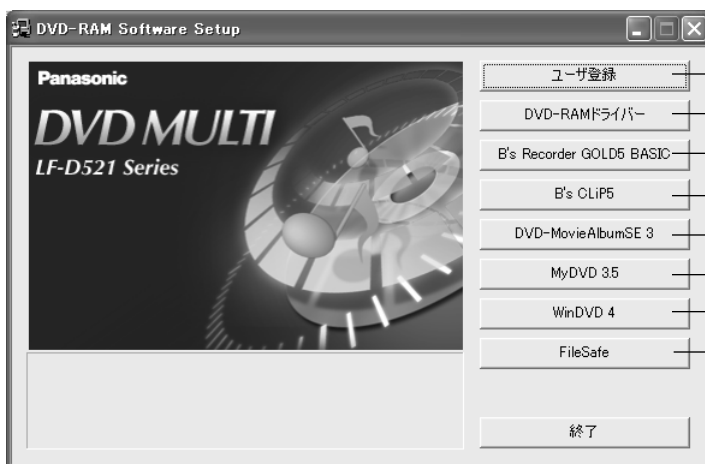 DVD-RAM Software Setup
Panasonic
DVD MULTI
LF-D521 Series
ユーザ登録
DVD-RAMドライバー
B's Recorder GOLD5 BASIC
B's CLiP5
DVD-MovieAlbumSE 3
MyDVD 3.5
WinDVD 4
FileSafe
終了